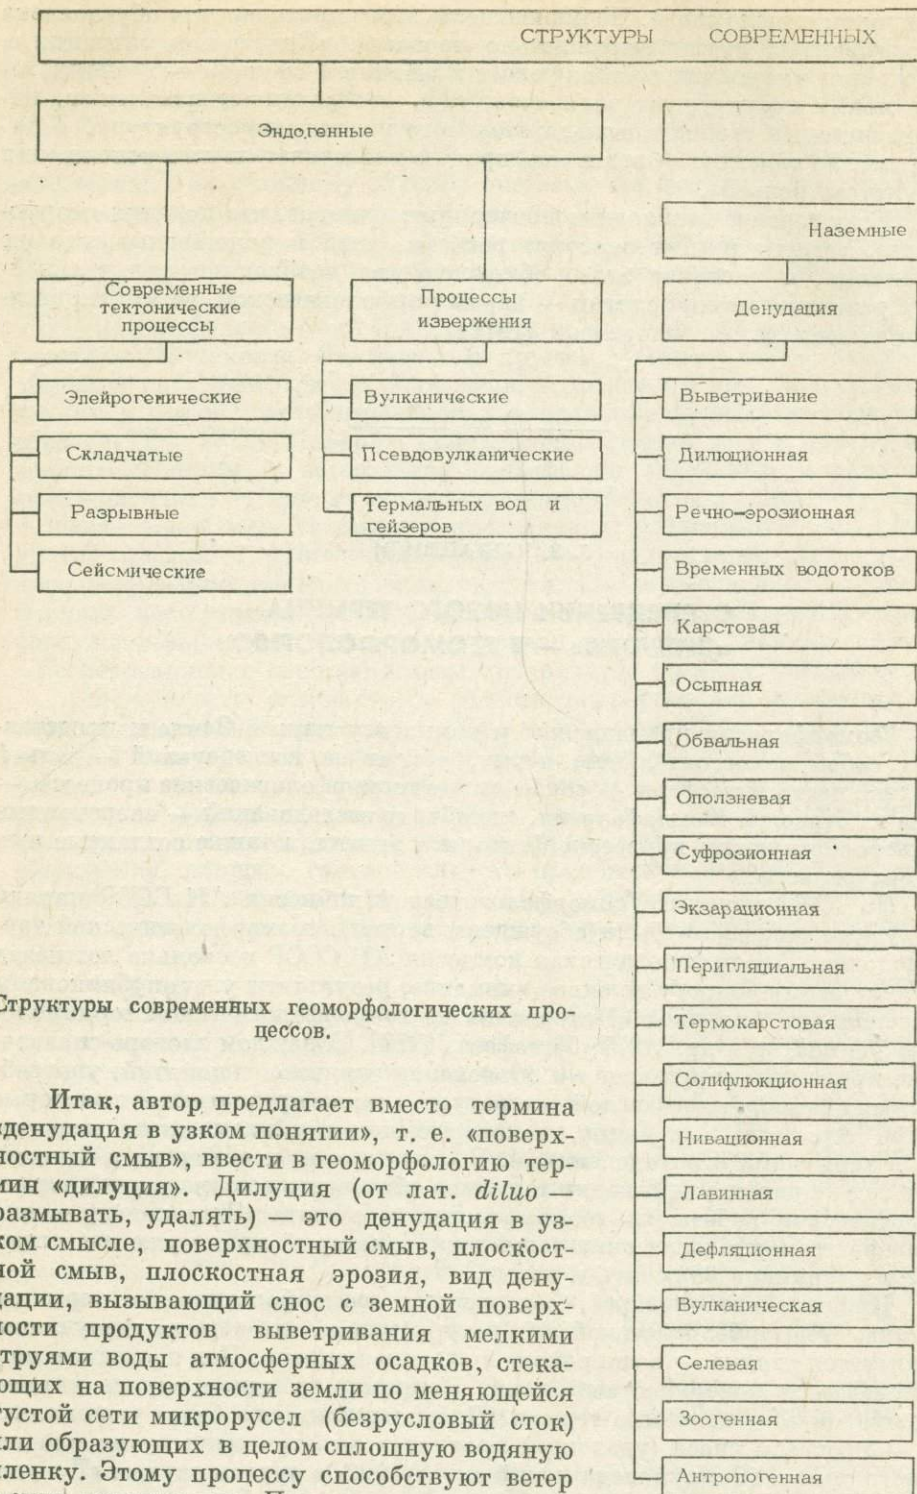 СТРУКТУРЫ СОВРЕМЕННЫХ
Эндогенные
Наземные
Современные
тектонические
процессы
Процессы
извержения
Денудация
Элейрогенические
Складчатые
Разрывные
Сейсмические
Вулканические
Псевдовулканические
Термальных вод и
гейзеров
Выветривание
Дилюционная
Речно-эрозионная
Временных водотоков
Карстовая
Осыпная
Обвальная
Оползневая
Суфрозионная
Экзарационная
Перигляциальная
Термокарстовая
Солифлюкционная
Нивационная
Лавинная
Дефляционная
Вулканическая
Селевая
Зоогенная
Антропогенная
Структуры современных геоморфологических про-
цессов.
Итак, автор предлагает вместо термина
«денудация в узком понятии», т. е. «поверх-
ностный смыв», ввести в геоморфологию тер-
мин «дилуция». Дилуция (от лат. diluo —
размывать, удалять) — это денудация в уз-
ком смысле, поверхностный смыв, плоскост-
ной смыв, плоскостная эрозия, вид дену-
дации, вызывающий снос с земной поверх-
ности продуктов выветривания мелкими
струями воды атмосферных осадков, стека-
ющих на поверхности земли по меняющейся
густой сети микрорусел (безрусловый сток)
или образующих в целом сплошную водяную
пленку. Этому процессу способствуют ветер